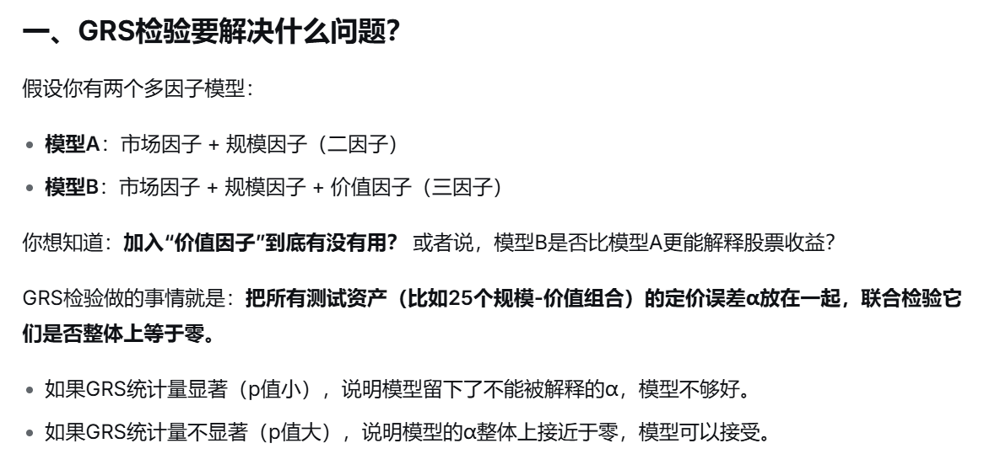 一、GRS检验要解决什么问题？
假设你有两个多因子模型：
• 模型A：市场因子 + 规模因子（二因子）
• 模型B：市场因子 + 规模因子 + 价值因子（三因子）
你想知道：加入“价值因子”到底有没有用？ 或者说，模型B是否比模型A更能解释股票收益？
GRS检验做的事情就是：把所有测试资产（比如25个规模-价值组合）的定价误差α放在一起，联合检验它
们是否整体上等于零。
• 如果GRS统计量显著（p值小），说明模型留下了不能被解释的α，模型不够好。
• 如果GRS统计量不显著（p值大），说明模型的α整体上接近于零，模型可以接受。